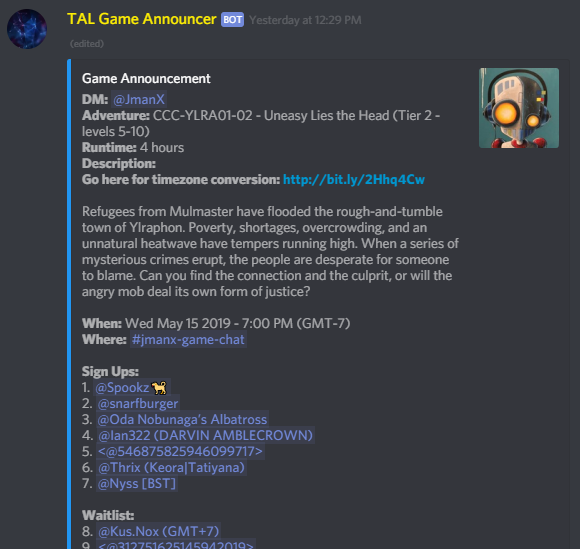 TAL Game Announcer BOT Yesterday at 12:29 PM
(edited)
Game Announcement
DM: @JmanX
Adventure: CCC-YLRA01-02 - Uneasy Lies the Head (Tier 2 -
levels 5-10)
Runtime: 4 hours
Description:
Go here for timezone conversion: http://bit.ly/2Hhq4Cw
Refugees from Mulmaster have flooded the rough-and-tumble
town of Ylraphon. Poverty, shortages, overcrowding, and an
unnatural heatwave have tempers running high. When a series of
mysterious crimes erupt, the people are desperate for someone
to blame. Can you find the connection and the culprit, or will the
angry mob deal its own form of justice?
When: Wed May 15 2019 - 7:00 PM (GMT-7)
Where: #jmanx-game-chat
Sign Ups:
1. @Spookz🐕
2. @snarfburger
3. @Oda Nobunaga's Albatross
4. @Ian322 (DARVIN AMBLECROWN)
5. <@546875825946099717>
6. @Thrix (Keora|Tatiyana)
7. @Nyss [BST]
Waitlist:
8. @Kus.Nox (GMT+7)
9. <@312751625145942019>